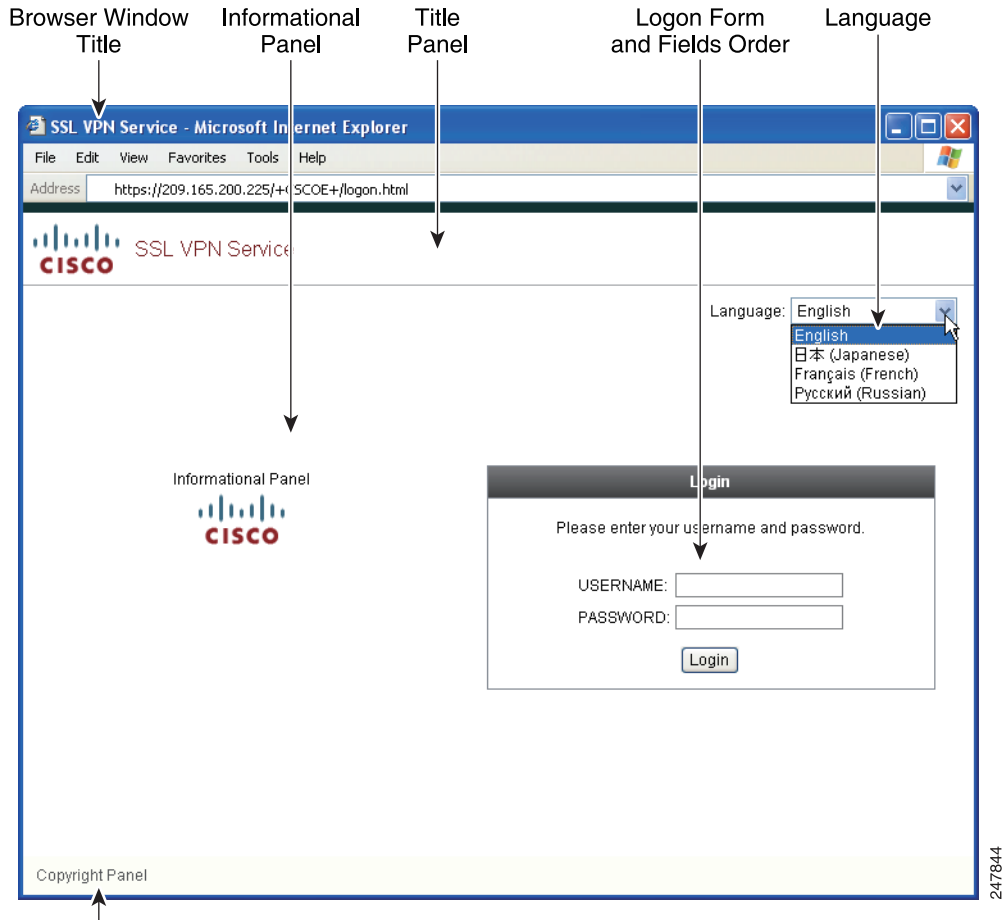 Browser Window Title
Informational Panel
Title Panel
Logon Form and Fields Order
Language
SSL VPN Service - Microsoft Internet Explorer
File Edit View Favorites Tools Help
Address https://209.165.200.225/+CSCOE+/logon.html
CISCO SSL VPN Service
Language: English
English
日本 (Japanese)
Français (French)
Русский (Russian)
Informational Panel
CISCO
Login
Please enter your username and password.
USERNAME:
PASSWORD:
Login
Copyright Panel
247844